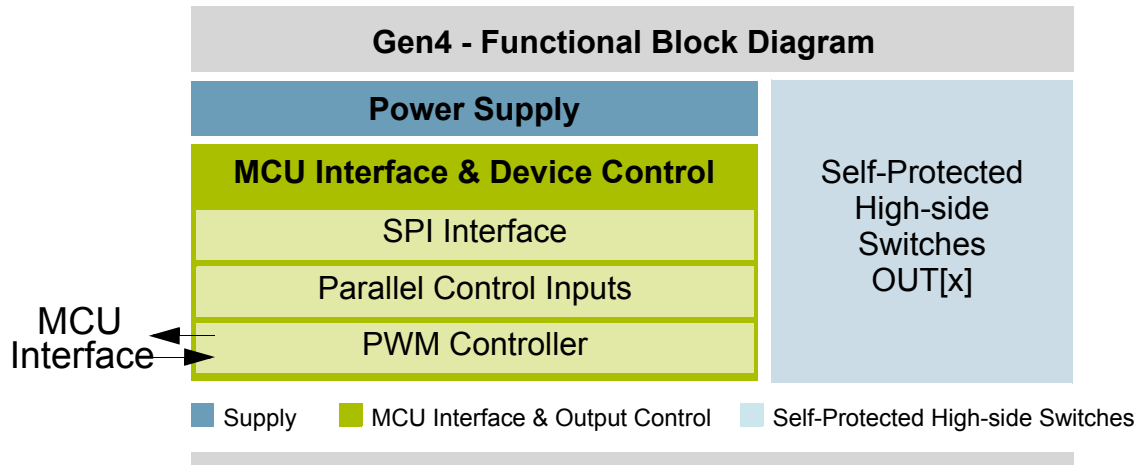 Gen4 - Functional Block Diagram
Power Supply
MCU Interface & Device Control
SPI Interface
Parallel Control Inputs
PWM Controller
Self-Protected
High-side
Switches
OUT[x]
MCU
Interface
Supply
MCU Interface & Output Control
Self-Protected High-side Switches